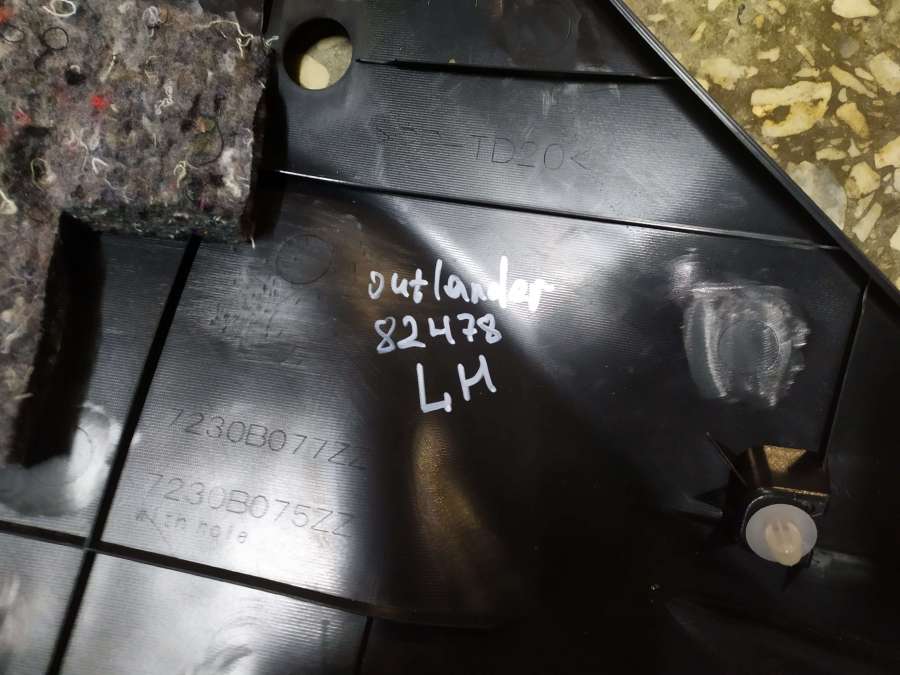 TD20<
outlander
82478
LH
7230B077ZZ
7230B075ZZ
hole